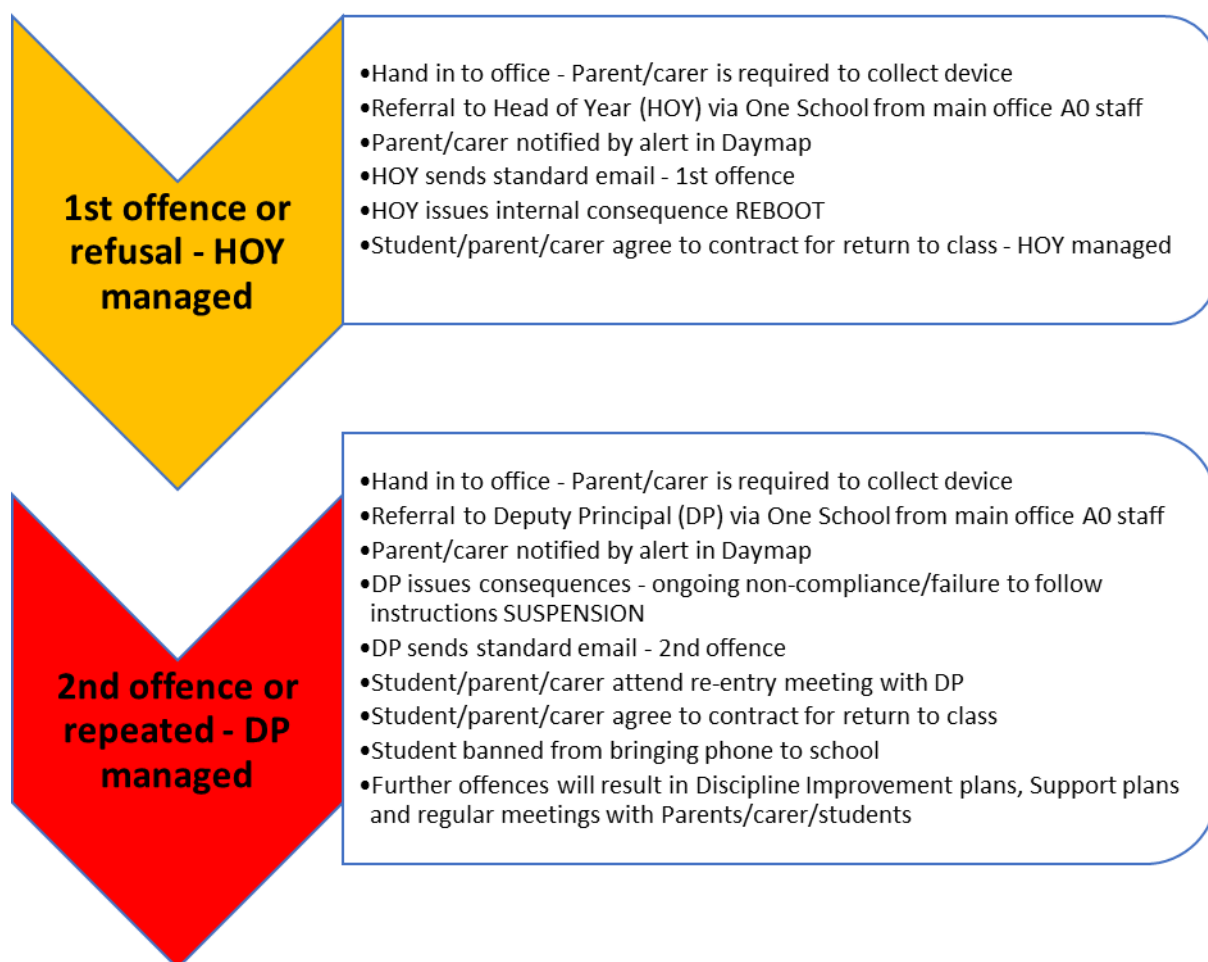 1st offence or
refusal - HOY
managed
•Hand in to office - Parent/carer is required to collect device
•Referral to Head of Year (HOY) via One School from main office A0 staff
•Parent/carer notified by alert in Daymap
•HOY sends standard email - 1st offence
•HOY issues internal consequence REBOOT
•Student/parent/carer agree to contract for return to class - HOY managed
2nd offence or
repeated - DP
managed
•Hand in to office - Parent/carer is required to collect device
•Referral to Deputy Principal (DP) via One School from main office A0 staff
•Parent/carer notified by alert in Daymap
•DP issues consequences - ongoing non-compliance/failure to follow
instructions SUSPENSION
•DP sends standard email - 2nd offence
•Student/parent/carer attend re-entry meeting with DP
•Student/parent/carer agree to contract for return to class
•Student banned from bringing phone to school
•Further offences will result in Discipline Improvement plans, Support plans
and regular meetings with Parents/carer/students